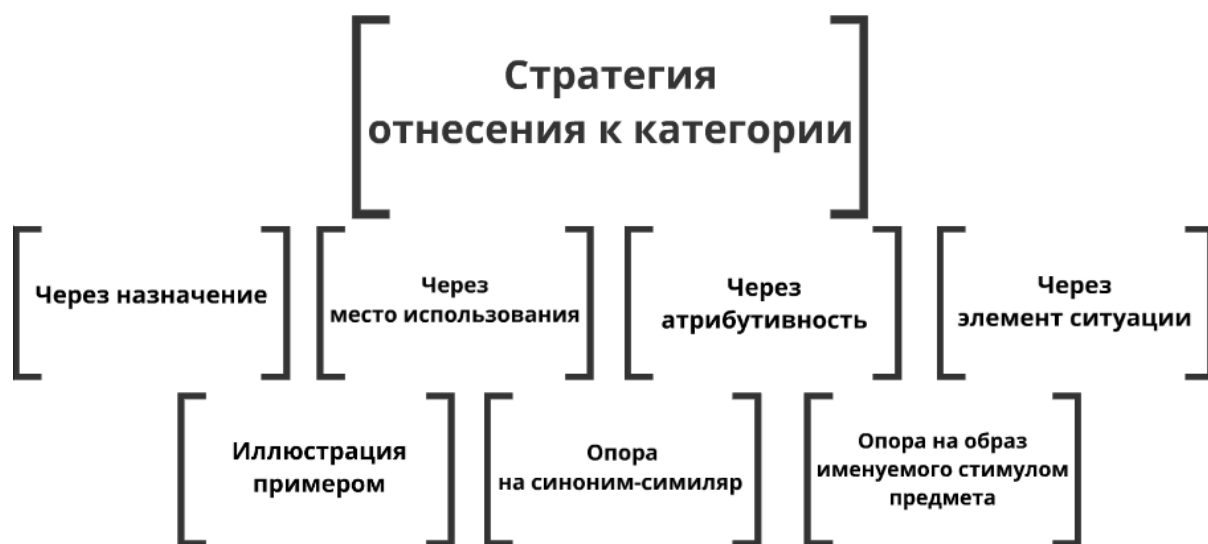 Стратегия
отнесения к категории
Через назначение
Через
место использования
Через
атрибутивность
Через
элемент ситуации
Иллюстрация
примером
Опора
на синоним-симиляр
Опора на образ
именуемого стимулом
предмета